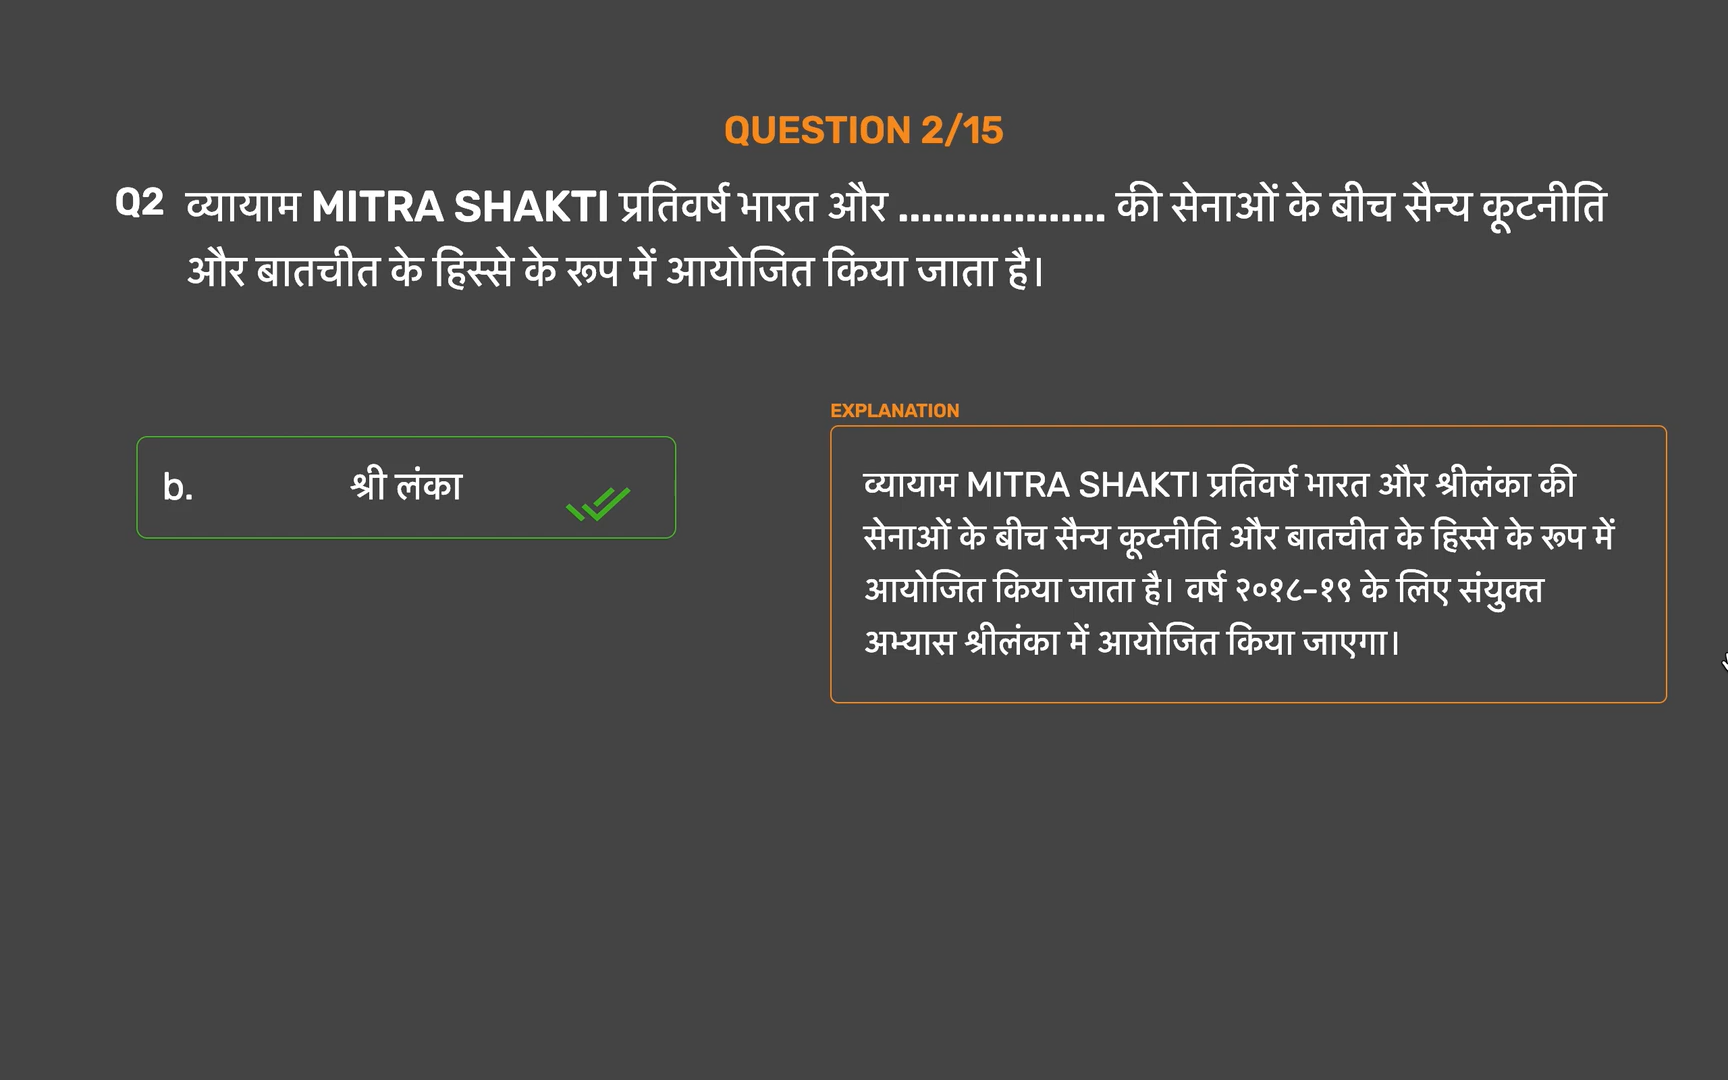 QUESTION 2/15
Q2 व्यायाम MITRA SHAKTI प्रतिवर्ष भारत और .................. की सेनाओं के बीच सैन्य कूटनीति
और बातचीत के हिस्से के रूप में आयोजित किया जाता है।
b. श्री लंका
EXPLANATION
व्यायाम MITRA SHAKTI प्रतिवर्ष भारत और श्रीलंका की
सेनाओं के बीच सैन्य कूटनीति और बातचीत के हिस्से के रूप में
आयोजित किया जाता है। वर्ष २०१८-१९ के लिए संयुक्त
अभ्यास श्रीलंका में आयोजित किया जाएगा।